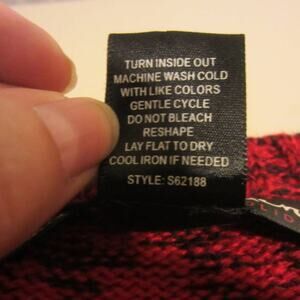 TURN INSIDE OUT
MACHINE WASH COLD
WITH LIKE COLORS
GENTLE CYCLE
DO NOT BLEACH
RESHAPE
LAY FLAT TO DRY
COOL IRON IF NEEDED
STYLE: S62188